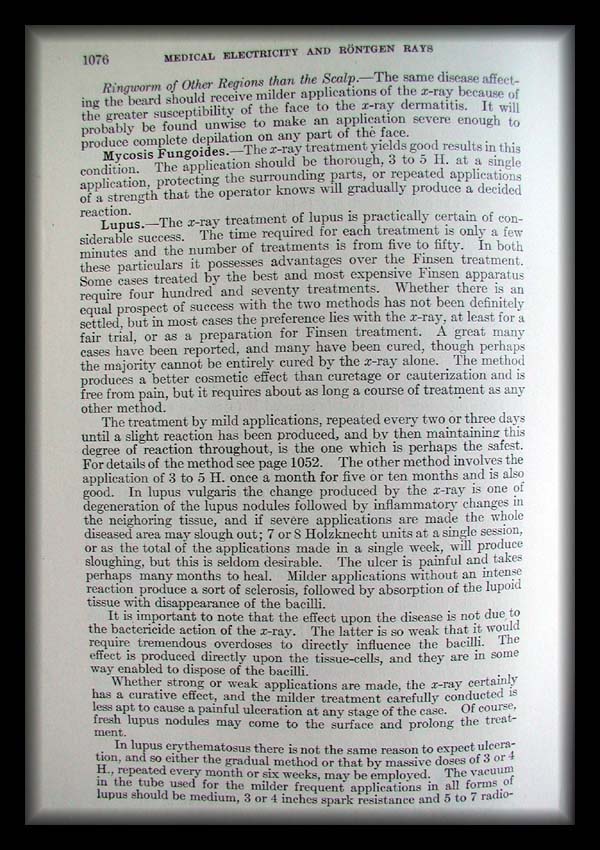 1076 MEDICAL ELECTRICITY AND RÖNTGEN RAYS
Ringworm of Other Regions than the Scalp.—The same disease affect-
ing the beard should receive milder applications of the x-ray because of
the greater susceptibility of the face to the x-ray dermatitis. It will
probably be found unwise to make an application severe enough to
produce complete depilation on any part of the face.
Mycosis Fungoides.—The x-ray treatment yields good results in this
condition. The application should be thorough, 3 to 5 H. at a single
application, protecting the surrounding parts, or repeated applications
of a strength that the operator knows will gradually produce a decided
reaction.
Lupus.—The x-ray treatment of lupus is practically certain of con-
siderable success. The time required for each treatment is only a few
minutes and the number of treatments is from five to fifty. In both
these particulars it possesses advantages over the Finsen treatment.
Some cases treated by the best and most expensive Finsen apparatus
require four hundred and seventy treatments. Whether there is an
equal prospect of success with the two methods has not been definitely
settled, but in most cases the preference lies with the x-ray, at least for a
fair trial, or as a preparation for Finsen treatment. A great many
cases have been reported, and many have been cured, though perhaps
the majority cannot be entirely cured by the x-ray alone. The method
produces a better cosmetic effect than curetage or cauterization and is
free from pain, but it requires about as long a course of treatment as any
other method.
The treatment by mild applications, repeated every two or three days
until a slight reaction has been produced, and by then maintaining this
degree of reaction throughout, is the one which is perhaps the safest.
For details of the method see page 1052. The other method involves the
application of 3 to 5 H. once a month for five or ten months and is also
good. In lupus vulgaris the change produced by the x-ray is one of
degeneration of the lupus nodules followed by inflammatory changes in
the neighoring tissue, and if severe applications are made the whole
diseased area may slough out; 7 or 8 Holzknecht units at a single session,
or as the total of the applications made in a single week, will produce
sloughing, but this is seldom desirable. The ulcer is painful and takes
perhaps many months to heal. Milder applications without an intense
reaction produce a sort of sclerosis, followed by absorption of the lupoid
tissue with disappearance of the bacilli.
It is important to note that the effect upon the disease is not due to
the bactericide action of the x-ray. The latter is so weak that it would
require tremendous overdoses to directly influence the bacilli. The
effect is produced directly upon the tissue-cells, and they are in some
way enabled to dispose of the bacilli.
Whether strong or weak applications are made, the x-ray certainly
has a curative effect, and the milder treatment carefully conducted is
less apt to cause a painful ulceration at any stage of the case. Of course,
fresh lupus nodules may come to the surface and prolong the treat-
ment.
In lupus erythematosus there is not the same reason to expect ulcera-
tion, and so either the gradual method or that by massive doses of 3 or 4
H., repeated every month or six weeks, may be employed. The vacuum
in the tube used for the milder frequent applications in all forms of
lupus should be medium, 3 or 4 inches spark resistance and 5 to 7 radio-